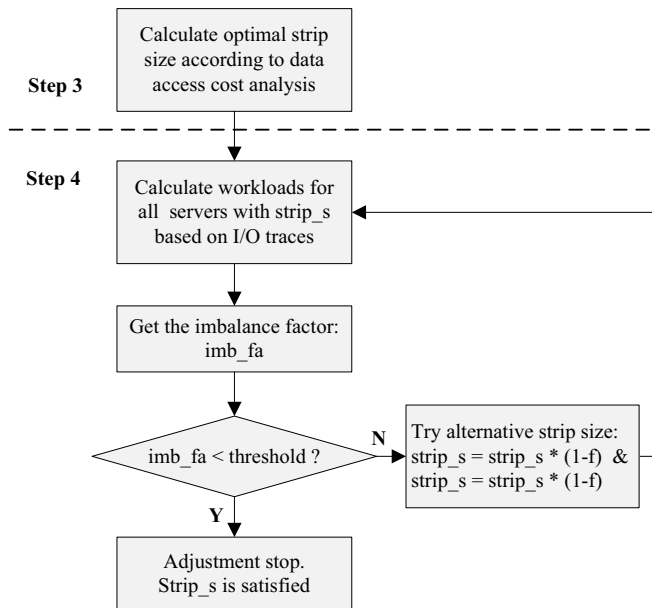 Calculate optimal strip
size according to data
access cost analysis
Step 3
Step 4
Calculate workloads for
all servers with strip_s
based on I/O traces
Get the imbalance factor:
imb_fa
imb_fa < threshold ?
N
Try alternative strip size:
strip_s = strip_s * (1-f) &
strip_s = strip_s * (1-f)
Y
Adjustment stop.
Strip_s is satisfied